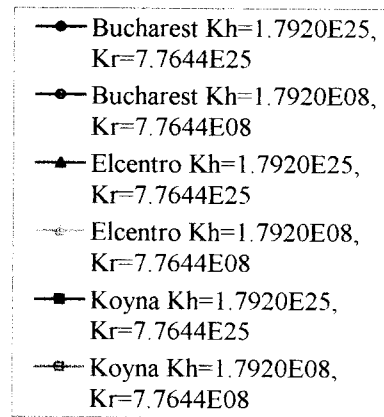 Bucharest Kh=1.7920E25,
Kr=7.7644E25
Bucharest Kh=1.7920E08,
Kr=7.7644E08
Elcentro Kh=1.7920E25,
Kr=7.7644E25
Elcentro Kh=1.7920E08,
Kr=7.7644E08
Koyna Kh=1.7920E25,
Kr=7.7644E25
Koyna Kh=1.7920E08,
Kr=7.7644E08